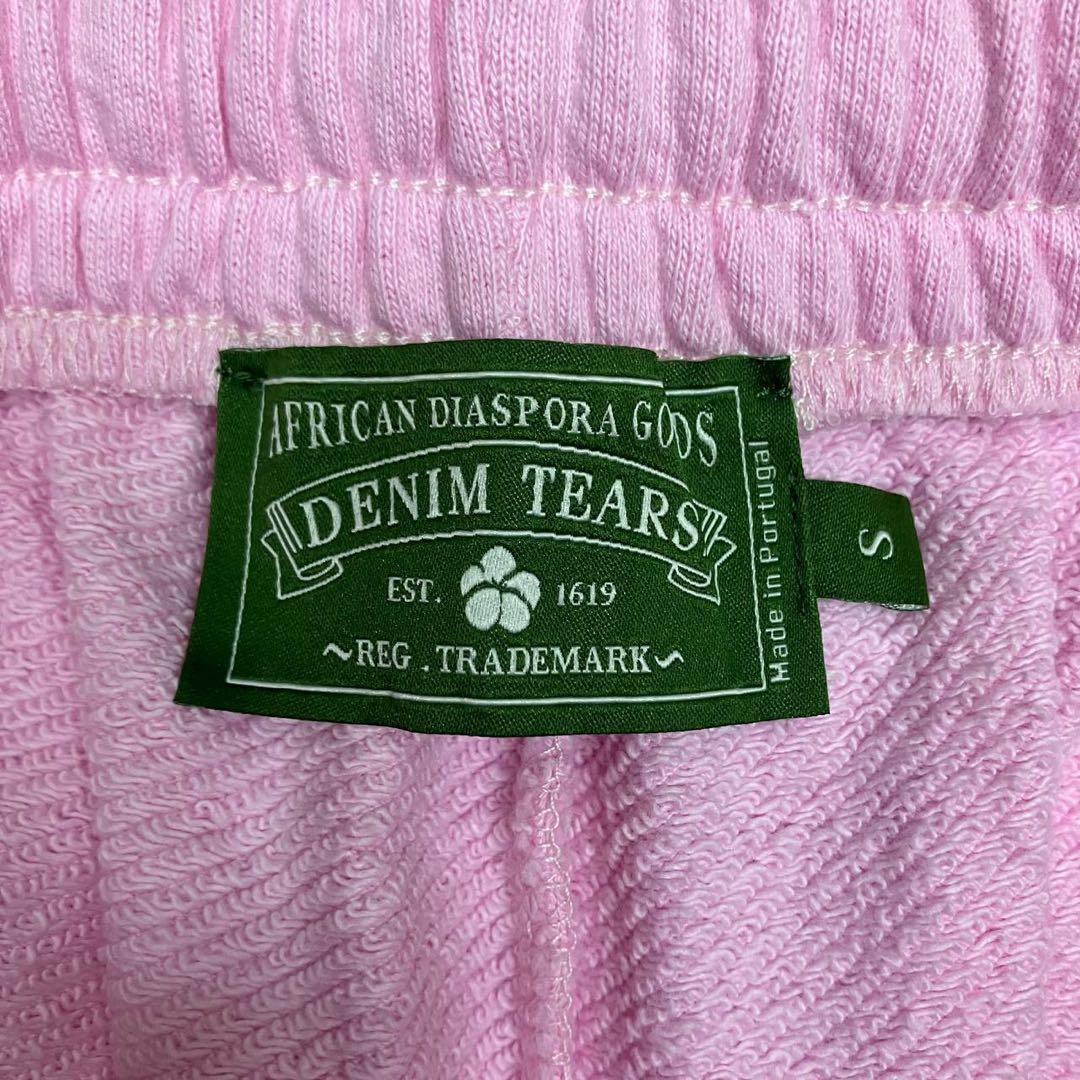 AFRICAN DIASPORA GODS
DENIM TEARS
EST. 1619
~REG . TRADEMARK~
Made in Portugal
S